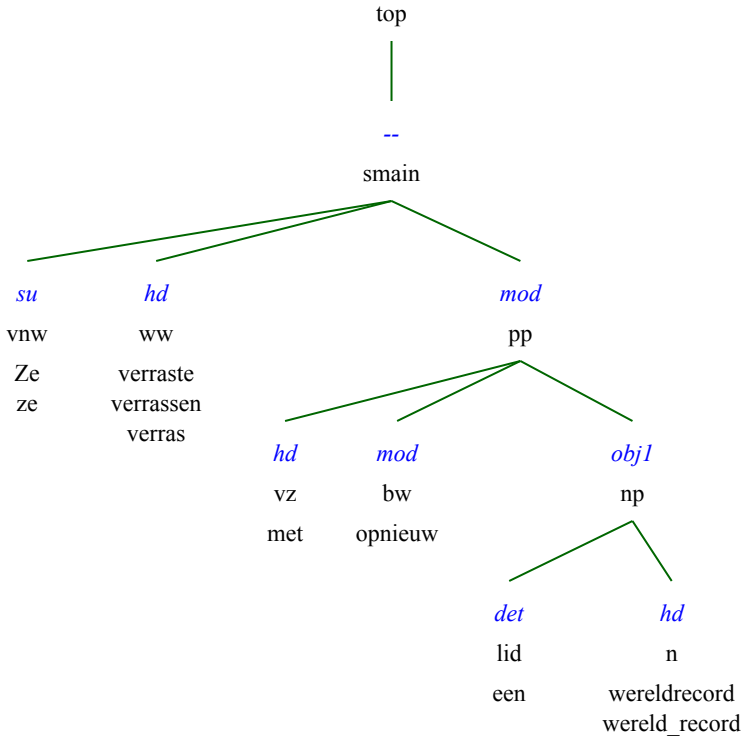 top
--
smain
su hd mod
vnw ww pp
Ze verraste
ze verrassen
verras
hd mod obj1
vz bw np
met opnieuw
det hd
lid n
een wereldrecord
wereld_record